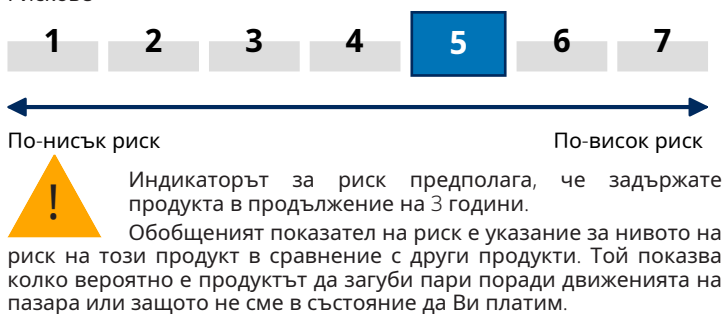 1 2 3 4 5 6 7
По-нисък риск По-висок риск
! Индикаторът за риск предполага, че задържате
продукта в продължение на 3 години.
Обобщеният показател на риск е указание за нивото на
риск на този продукт в сравнение с други продукти. Той показва
колко вероятно е продуктът да загуби пари поради движенията на
пазара или защото не сме в състояние да Ви платим.